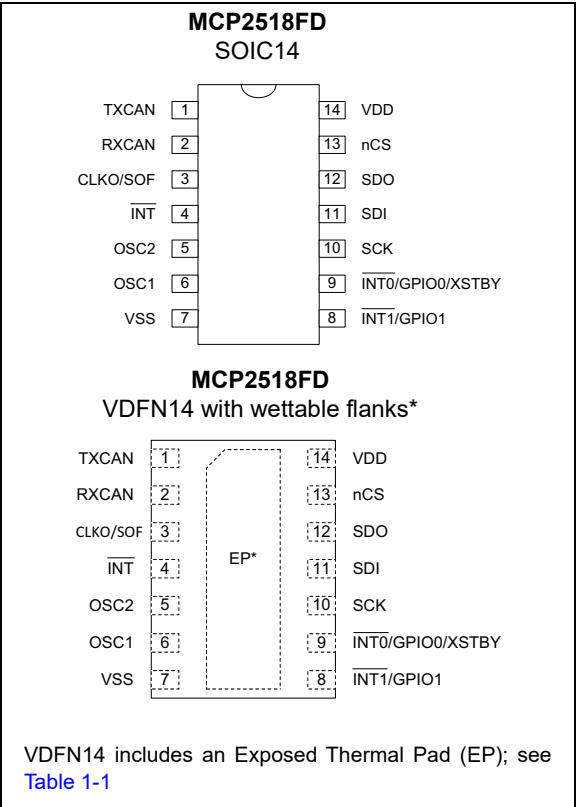 MCP2518FD
SOIC14
TXCAN 1 14 VDD
RXCAN 2 13 nCS
CLKO/SOF 3 12 SDO
INT 4 11 SDI
OSC2 5 10 SCK
OSC1 6 9 INT0/GPIO0/XSTBY
VSS 7 8 INT1/GPIO1
MCP2518FD
VDFN14 with wettable flanks*
TXCAN 1 14 VDD
RXCAN 2 13 nCS
CLKO/SOF 3 12 SDO
INT 4 EP* 11 SDI
OSC2 5 10 SCK
OSC1 6 9 INT0/GPIO0/XSTBY
VSS 7 8 INT1/GPIO1
VDFN14 includes an Exposed Thermal Pad (EP); see
Table 1-1